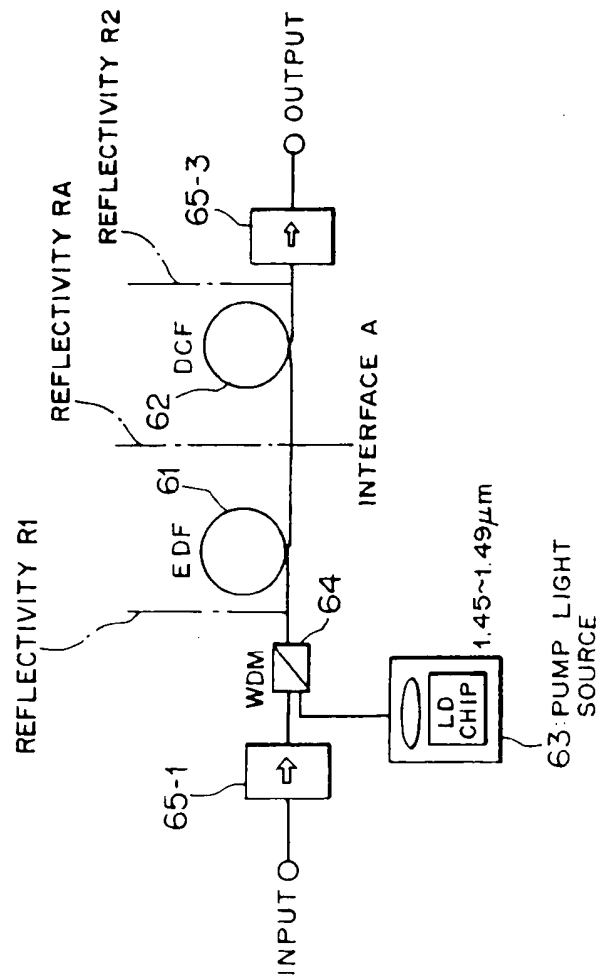 REFLECTIVITY R1
REFLECTIVITY RA
REFLECTIVITY R2
65-1
WDM
64
EDF
61
DCF
62
65-3
INPUT
OUTPUT
INTERFACE A
LD
CHIP
1.45~1.49μm
63: PUMP LIGHT
SOURCE